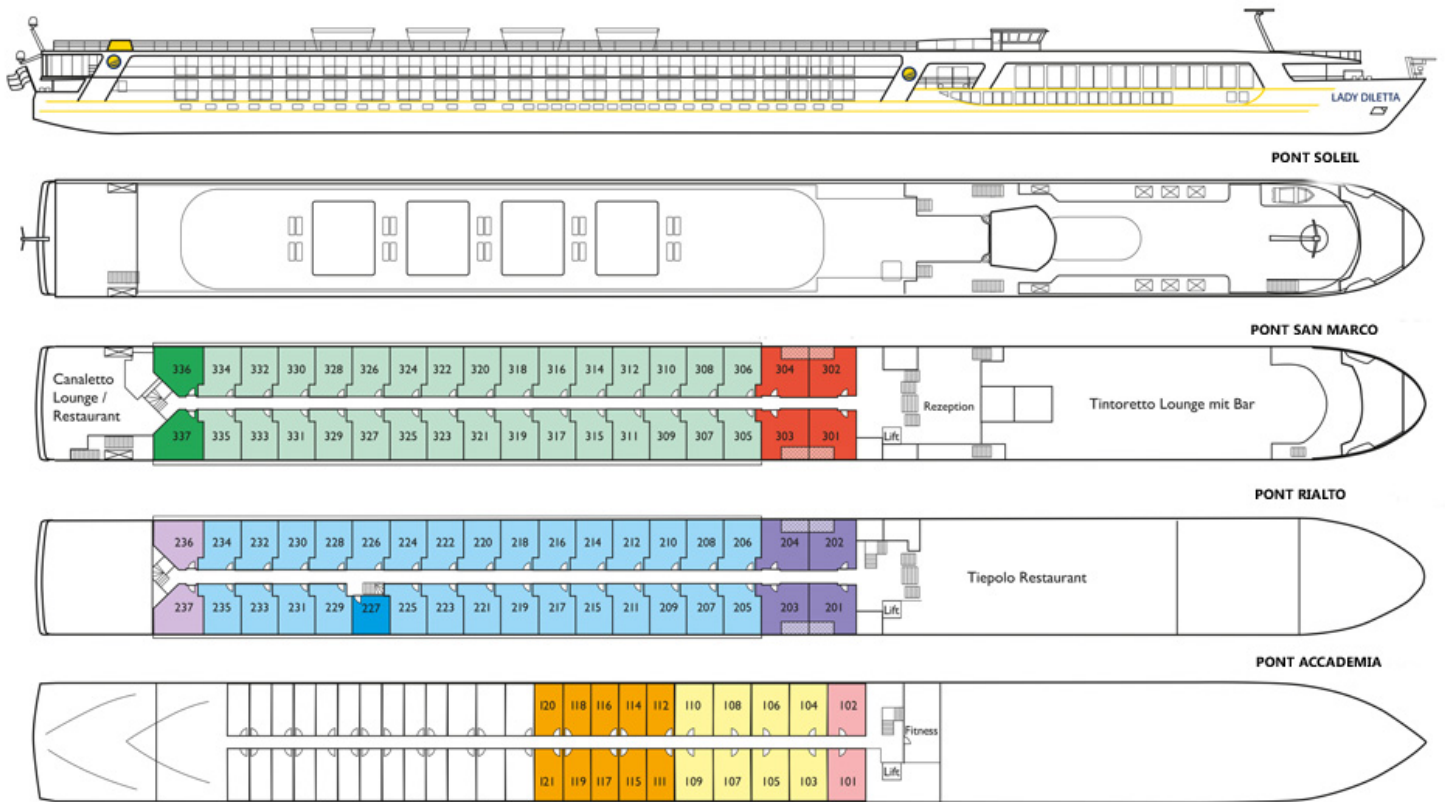 LADY DILETTA
PONT SOLEIL
PONT SAN MARCO
336 334 332 330 328 326 324 322 320 318 316 314 312 310 308 306 304 302
Canaletto
Lounge /
Restaurant
Rezeption
Tintoretto Lounge mit Bar
337 335 333 331 329 327 325 323 321 319 317 315 311 309 307 305 303 301
Lift
PONT RIALTO
236 234 232 230 228 226 224 222 220 218 216 214 212 210 208 206 204 202
Tiepolo Restaurant
237 235 233 231 229 227 225 223 221 219 217 215 211 209 207 205 203 201
Lift
PONT ACCADEMIA
120 118 116 114 112 110 108 106 104 102
Fitness
121 119 117 115 111 109 107 105 103 101
Lift